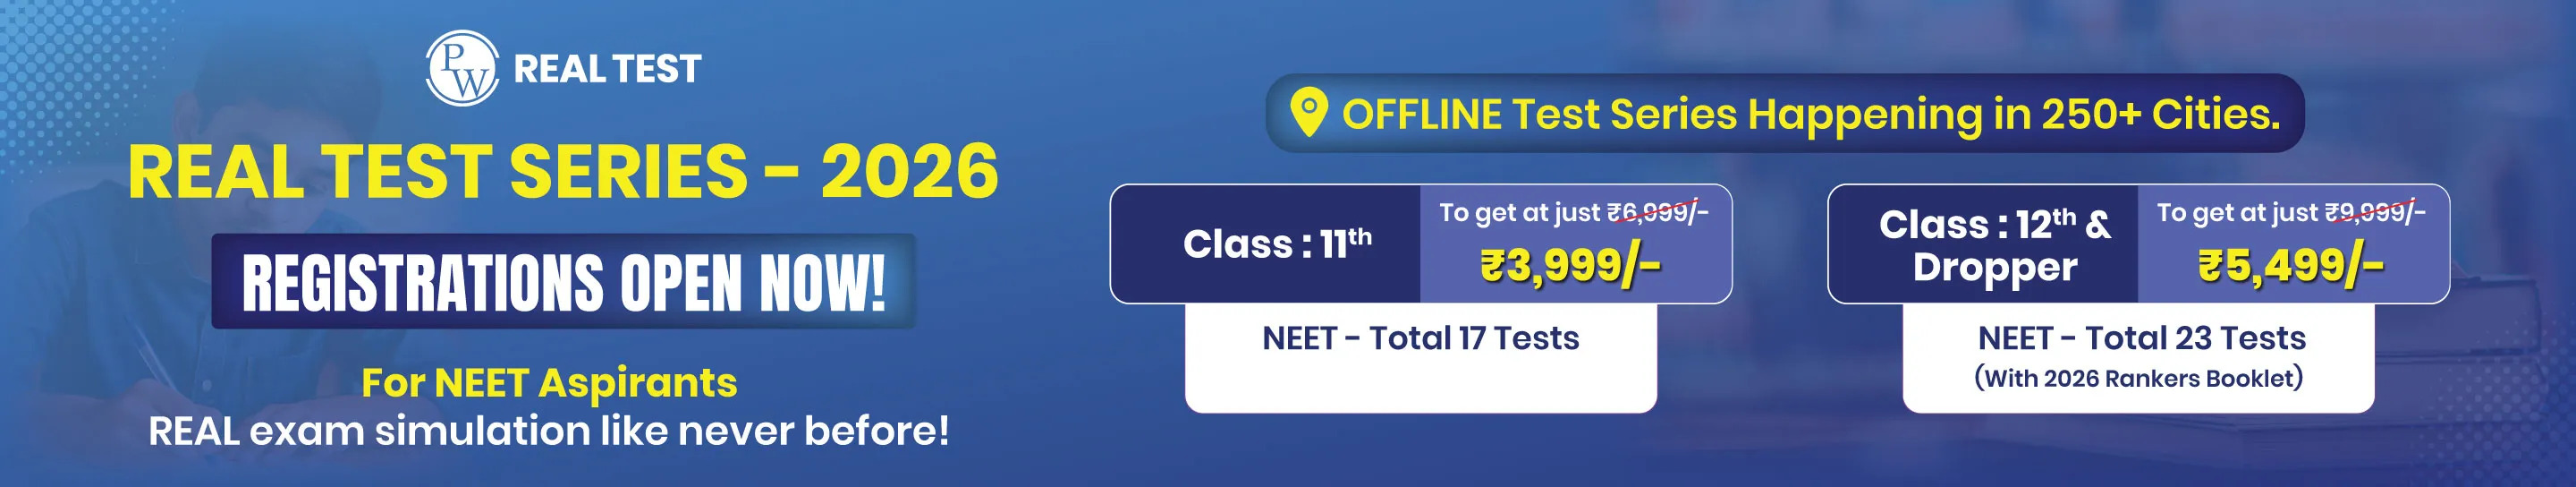 PW REAL TEST
REAL TEST SERIES - 2026
REGISTRATIONS OPEN NOW!
For NEET Aspirants
REAL exam simulation like never before!
OFFLINE Test Series Happening in 250+ Cities.
Class : 11th
To get at just ₹6,999/-
₹3,999/-
NEET - Total 17 Tests
Class : 12th &
Dropper
To get at just ₹9,999/-
₹5,499/-
NEET - Total 23 Tests
(With 2026 Rankers Booklet)